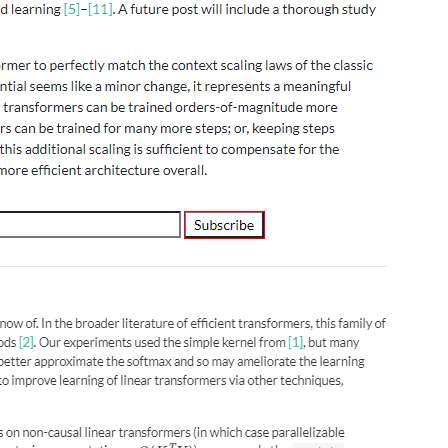 d learning [5]–[11]. A future post will include a thorough study
rmer to perfectly match the context scaling laws of the classic
ntial seems like a minor change, it represents a meaningful
transformers can be trained orders-of-magnitude more
rs can be trained for many more steps; or, keeping steps
this additional scaling is sufficient to compensate for the
more efficient architecture overall.
Subscribe
now of. In the broader literature of efficient transformers, this family of
ods [2]. Our experiments used the simple kernel from [1], but many
better approximate the softmax and so may ameliorate the learning
to improve learning of linear transformers via other techniques,
s on non-causal linear transformers (in which case parallelizable